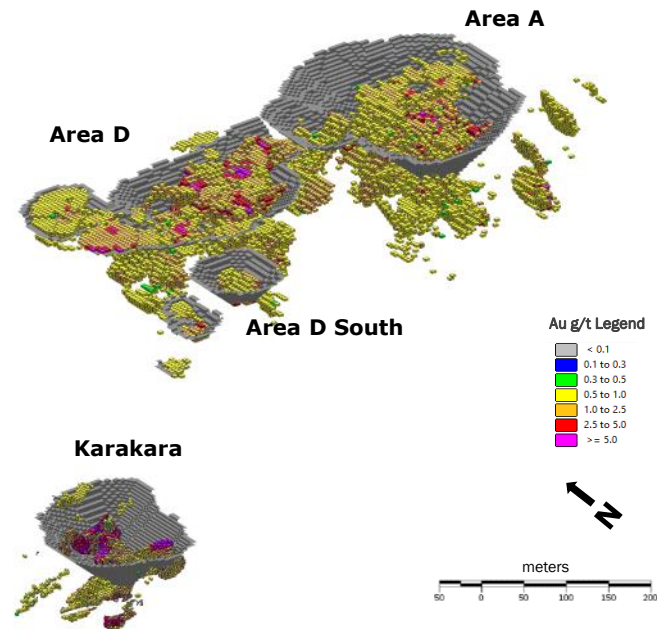 Area A
Area D
Area D South
Au g/t Legend
< 0.1
0.1 to 0.3
0.3 to 0.5
0.5 to 1.0
1.0 to 2.5
2.5 to 5.0
>= 5.0
Karakara
N
meters
50 0 50 100 150 200